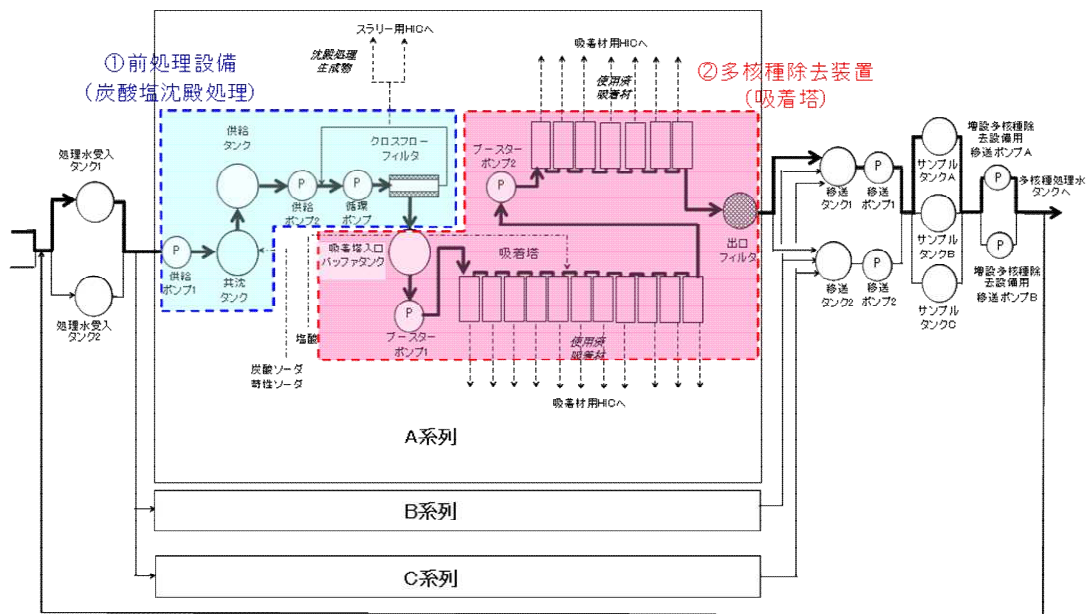 スラリー用HICへ
吸着材用HICへ
①前処理設備
(炭酸塩沈殿処理)
沈殿処理
生成物
使用済
吸着材
②多核種除去装置
(吸着塔)
供給
タンク
クロスフロー
フィルタ
ブースター
ポンプ2
処理水受入
タンク1
P
供給
ポンプ2
P
循環
ポンプ
P
P
供給
ポンプ1
共沈
タンク
吸着塔入口
バッファタンク
吸着塔
出口
フィルタ
P
ブースター
ポンプ1
処理水受入
タンク2
塩酸
炭酸ソーダ
苛性ソーダ
使用済
吸着材
吸着材用HICへ
移送
タンク1
P
移送
ポンプ1
サンプル
タンクA
増設多核種除
去設備用
移送ポンプA
P
多核種処理水
タンクへ
サンプル
タンクB
P
増設多核種除
去設備用
移送ポンプB
移送
タンク2
P
移送
ポンプ2
サンプル
タンクC
A系列
B系列
C系列